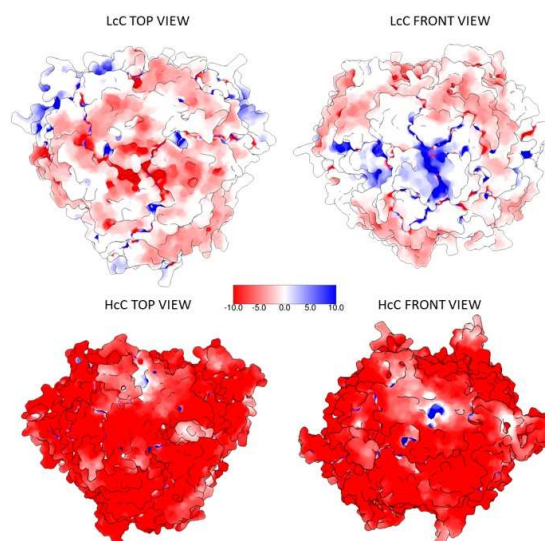 LcC TOP VIEW
LcC FRONT VIEW
-10.0 -5.0 0.0 5.0 10.0
HcC TOP VIEW
HcC FRONT VIEW